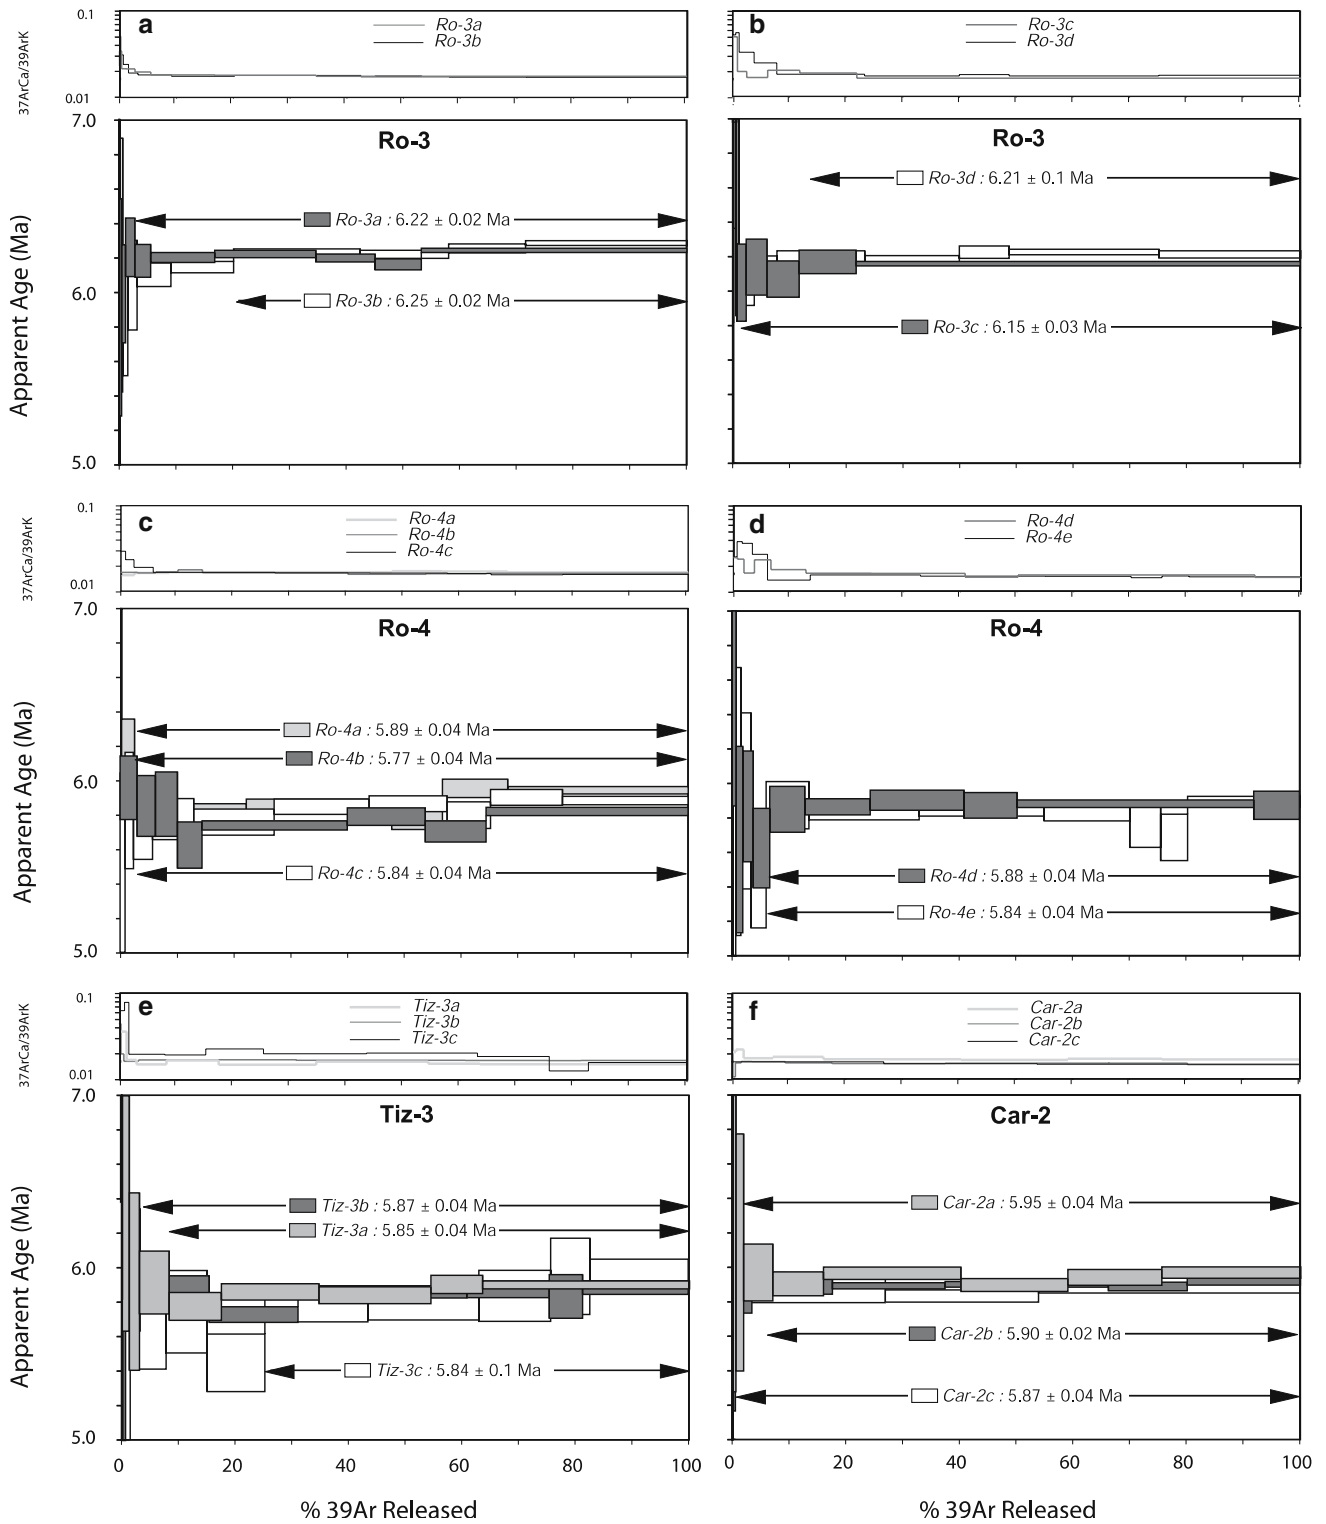 a
Ro-3a
Ro-3b
0.1
0.01
37ArCa/39ArK
b
Ro-3c
Ro-3d
Ro-3
7.0
6.0
5.0
Apparent Age (Ma)
Ro-3a : 6.22 ± 0.02 Ma
Ro-3b : 6.25 ± 0.02 Ma
Ro-3
Ro-3d : 6.21 ± 0.1 Ma
Ro-3c : 6.15 ± 0.03 Ma
c
Ro-4a
Ro-4b
Ro-4c
0.1
0.01
37ArCa/39ArK
d
Ro-4d
Ro-4e
Ro-4
7.0
6.0
5.0
Apparent Age (Ma)
Ro-4a : 5.89 ± 0.04 Ma
Ro-4b : 5.77 ± 0.04 Ma
Ro-4c : 5.84 ± 0.04 Ma
Ro-4
Ro-4d : 5.88 ± 0.04 Ma
Ro-4e : 5.84 ± 0.04 Ma
e
Tiz-3a
Tiz-3b
Tiz-3c
0.1
0.01
37ArCa/39ArK
f
Car-2a
Car-2b
Car-2c
Tiz-3
7.0
6.0
5.0
Apparent Age (Ma)
Tiz-3b : 5.87 ± 0.04 Ma
Tiz-3a : 5.85 ± 0.04 Ma
Tiz-3c : 5.84 ± 0.1 Ma
0 20 40 60 80 100
% 39Ar Released
Car-2
Car-2a : 5.95 ± 0.04 Ma
Car-2b : 5.90 ± 0.02 Ma
Car-2c : 5.87 ± 0.04 Ma
0 20 40 60 80 100
% 39Ar Released